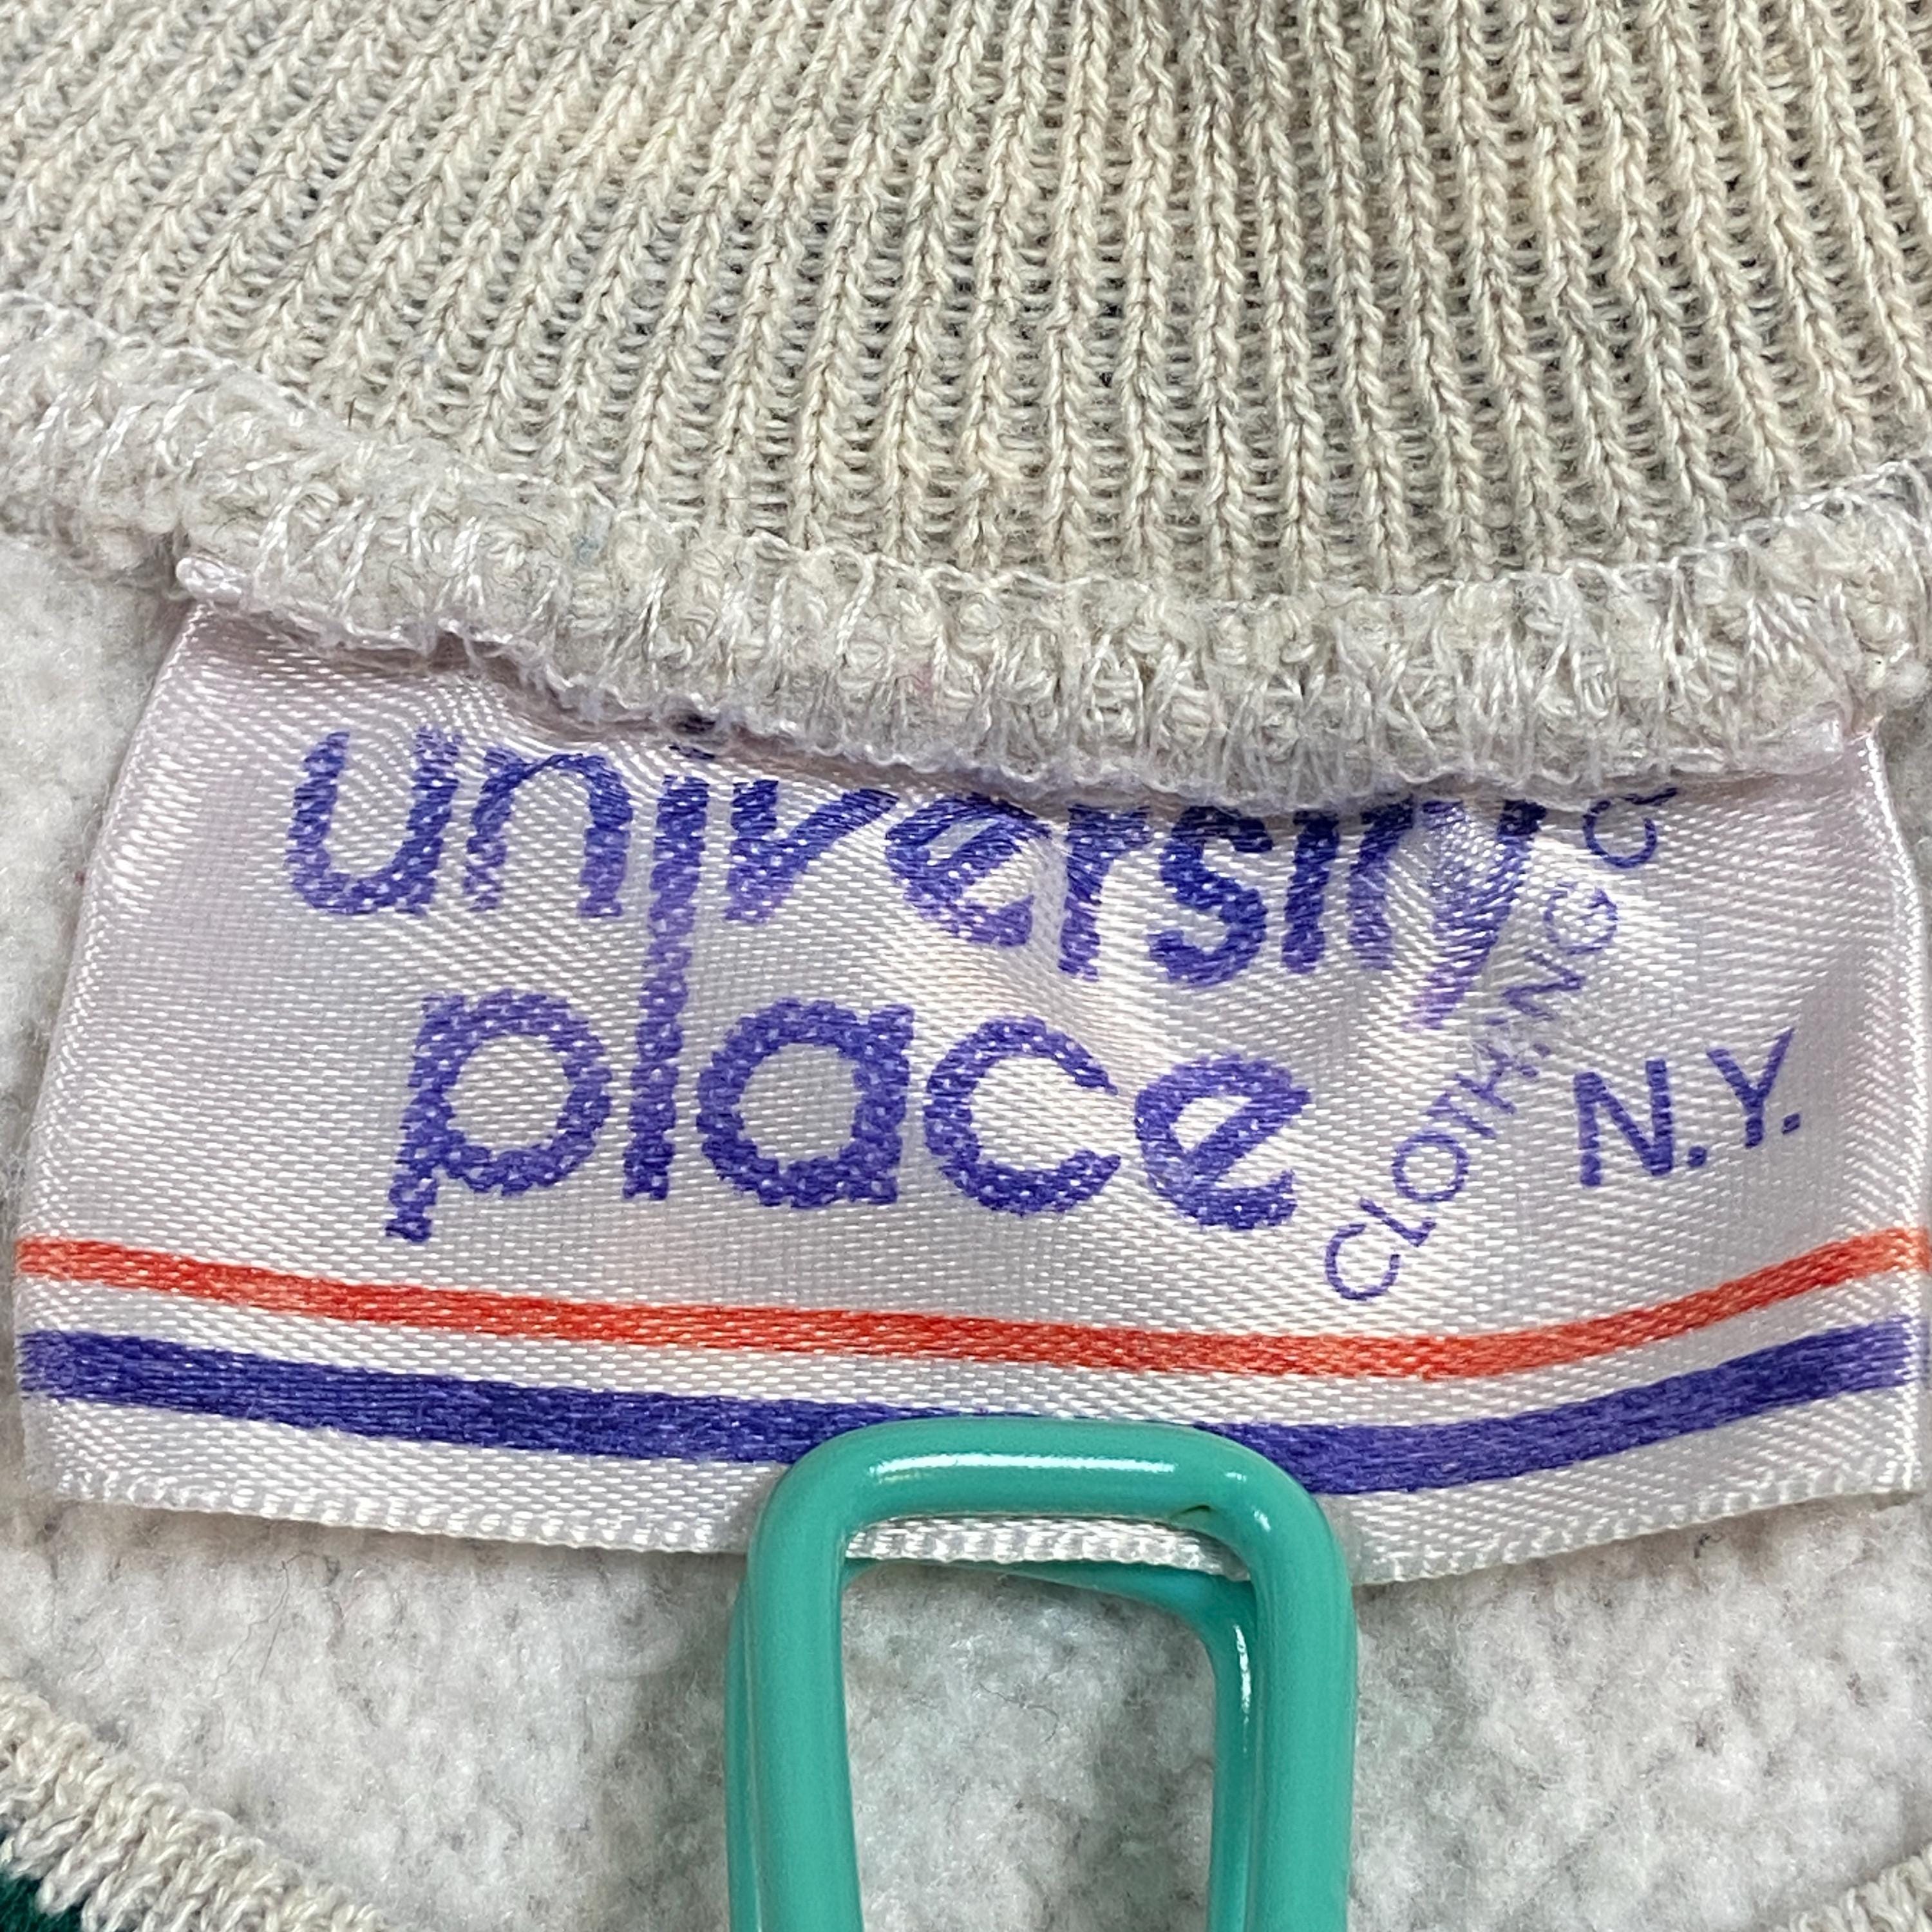 university
place
CLOTHING CO
N.Y.